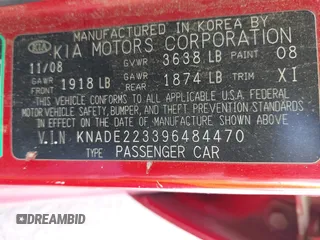 MANUFACTURED IN KOREA BY
KIA KIA MOTORS CORPORATION
11/08 GVWR 3638 LB PAINT 08
GAWR FRONT 1918 LB GAWR REAR 1874 LB TRIM XI
THIS VEHICLE CONFORMS TO ALL APPLICABLE U.S. FEDERAL
MOTOR VEHICLE SAFETY, BUMPER, AND THEFT PREVENTION STANDARDS
IN EFFECT ON THE DATE OF MANUFACTURE SHOWN ABOVE.
V.I.N KNADE223396484470
TYPE PASSENGER CAR
DREAMBID